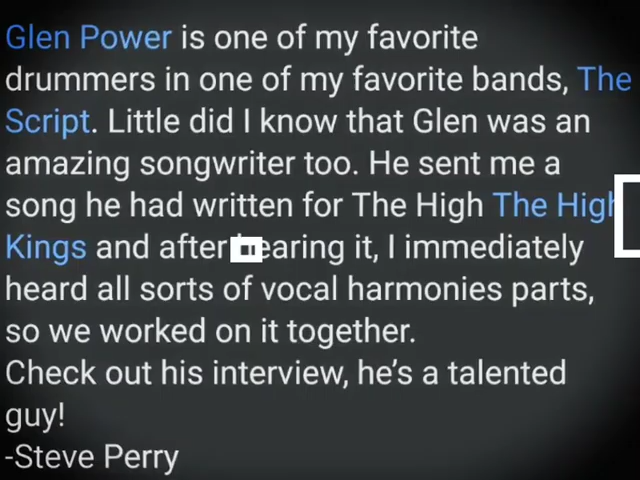 Glen Power is one of my favorite
drummers in one of my favorite bands, The
Script. Little did I know that Glen was an
amazing songwriter too. He sent me a
song he had written for The High The High
Kings and after hearing it, I immediately
heard all sorts of vocal harmonies parts,
so we worked on it together.
Check out his interview, he’s a talented
guy!
-Steve Perry